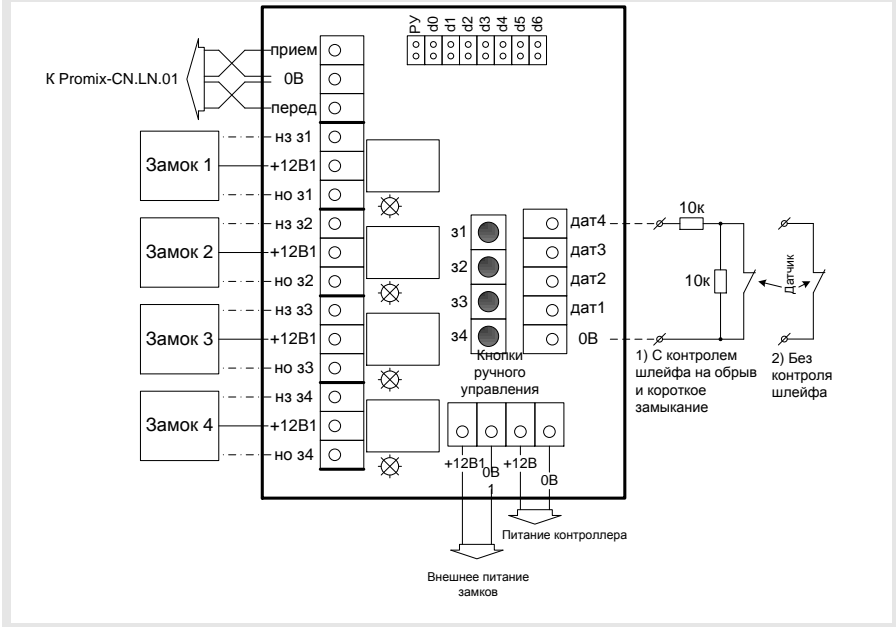 РУ
d0
d1
d2
d3
d4
d5
d6
К Promix-CN.LN.01
прием
0В
перед
Замок 1
нз з1
+12В1
но з1
Замок 2
нз з2
+12В1
но з2
Замок 3
нз з3
+12В1
но з3
Замок 4
нз з4
+12В1
но з4
з1
з2
з3
з4
Кнопки
ручного
управления
дат4
дат3
дат2
дат1
0В
10к
10к
Датчик
1) С контролем
шлейфа на обрыв
и короткое
замыкание
2) Без
контроля
шлейфа
+12В1
0В
1
+12В
0В
Питание контроллера
Внешнее питание
замков